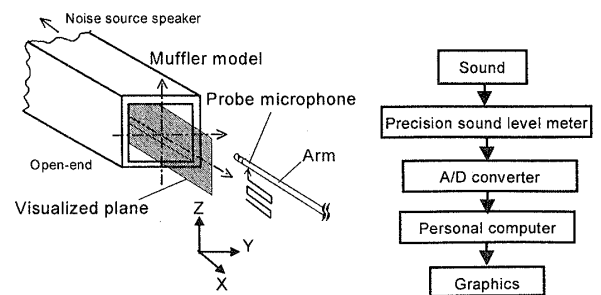 Noise source speaker
Muffler model
Probe microphone
Arm
Open-end
Visualized plane
Z
Y
X
Sound
Precision sound level meter
A/D converter
Personal computer
Graphics